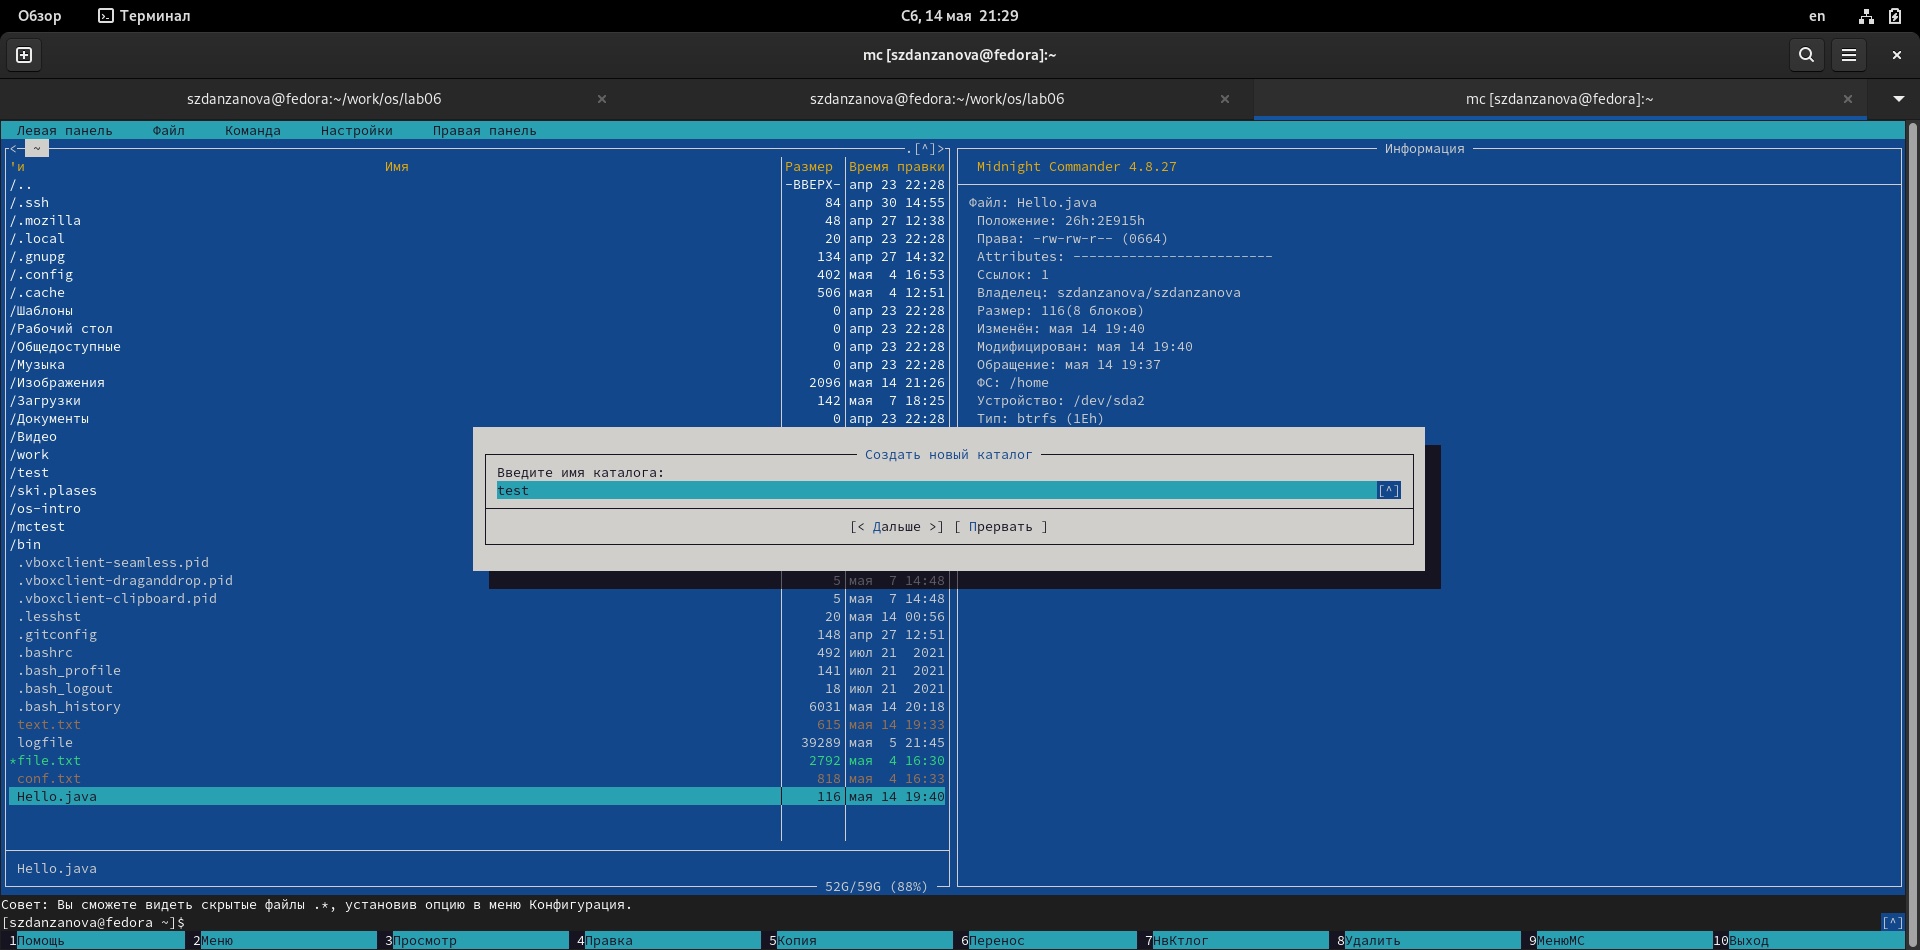 Обзор Терминал Сб, 14 мая 21:29 en
mc [szdanzanova@fedora]:~
szdanzanova@fedora:~/work/os/lab06 szdanzanova@fedora:~/work/os/lab06 mc [szdanzanova@fedora]:~
Левая панель Файл Команда Настройки Правая панель
<─ ~ .[^]> Информация
'и Имя Размер Время правки Midnight Commander 4.8.27
/.. -ВВЕРХ- апр 23 22:28
/.ssh 84 апр 30 14:55 Файл: Hello.java
/.mozilla 48 апр 27 12:38 Положение: 26h:2E915h
/.local 20 апр 23 22:28 Права: -rw-rw-r-- (0664)
/.gnupg 134 апр 27 14:32 Attributes: -------------------------
/.config 402 мая 4 16:53 Ссылок: 1
/.cache 506 мая 4 12:51 Владелец: szdanzanova/szdanzanova
/Шаблоны 0 апр 23 22:28 Размер: 116(8 блоков)
/Рабочий стол 0 апр 23 22:28 Изменён: мая 14 19:40
/Общедоступные 0 апр 23 22:28 Модифицирован: мая 14 19:40
/Музыка 0 апр 23 22:28 Обращение: мая 14 19:37
/Изображения 2096 мая 14 21:26 ФС: /home
/Загрузки 142 мая 7 18:25 Устройство: /dev/sda2
/Документы 0 апр 23 22:28 Тип: btrfs (1Eh)
/Видео
/work Создать новый каталог
/test Введите имя каталога:
/ski.plases test [^]
/os-intro
/mctest [< Дальше >] [ Прервать ]
/bin
.vboxclient-seamless.pid
.vboxclient-draganddrop.pid 5 мая 7 14:48
.vboxclient-clipboard.pid 5 мая 7 14:48
.lesshst 20 мая 14 00:56
.gitconfig 148 апр 27 12:51
.bashrc 492 июл 21 2021
.bash_profile 141 июл 21 2021
.bash_logout 18 июл 21 2021
.bash_history 6031 мая 14 20:18
text.txt 615 мая 14 19:33
logfile 39289 мая 5 21:45
*file.txt 2792 мая 4 16:30
conf.txt 818 мая 4 16:33
Hello.java 116 мая 14 19:40
Hello.java
52G/59G (88%)
Совет: Вы сможете видеть скрытые файлы .*, установив опцию в меню Конфигурация.
[szdanzanova@fedora ~]$ [^]
1Помощь 2Меню 3Просмотр 4Правка 5Копия 6Перенос 7НвКтлог 8Удалить 9МенюMC 10Выход